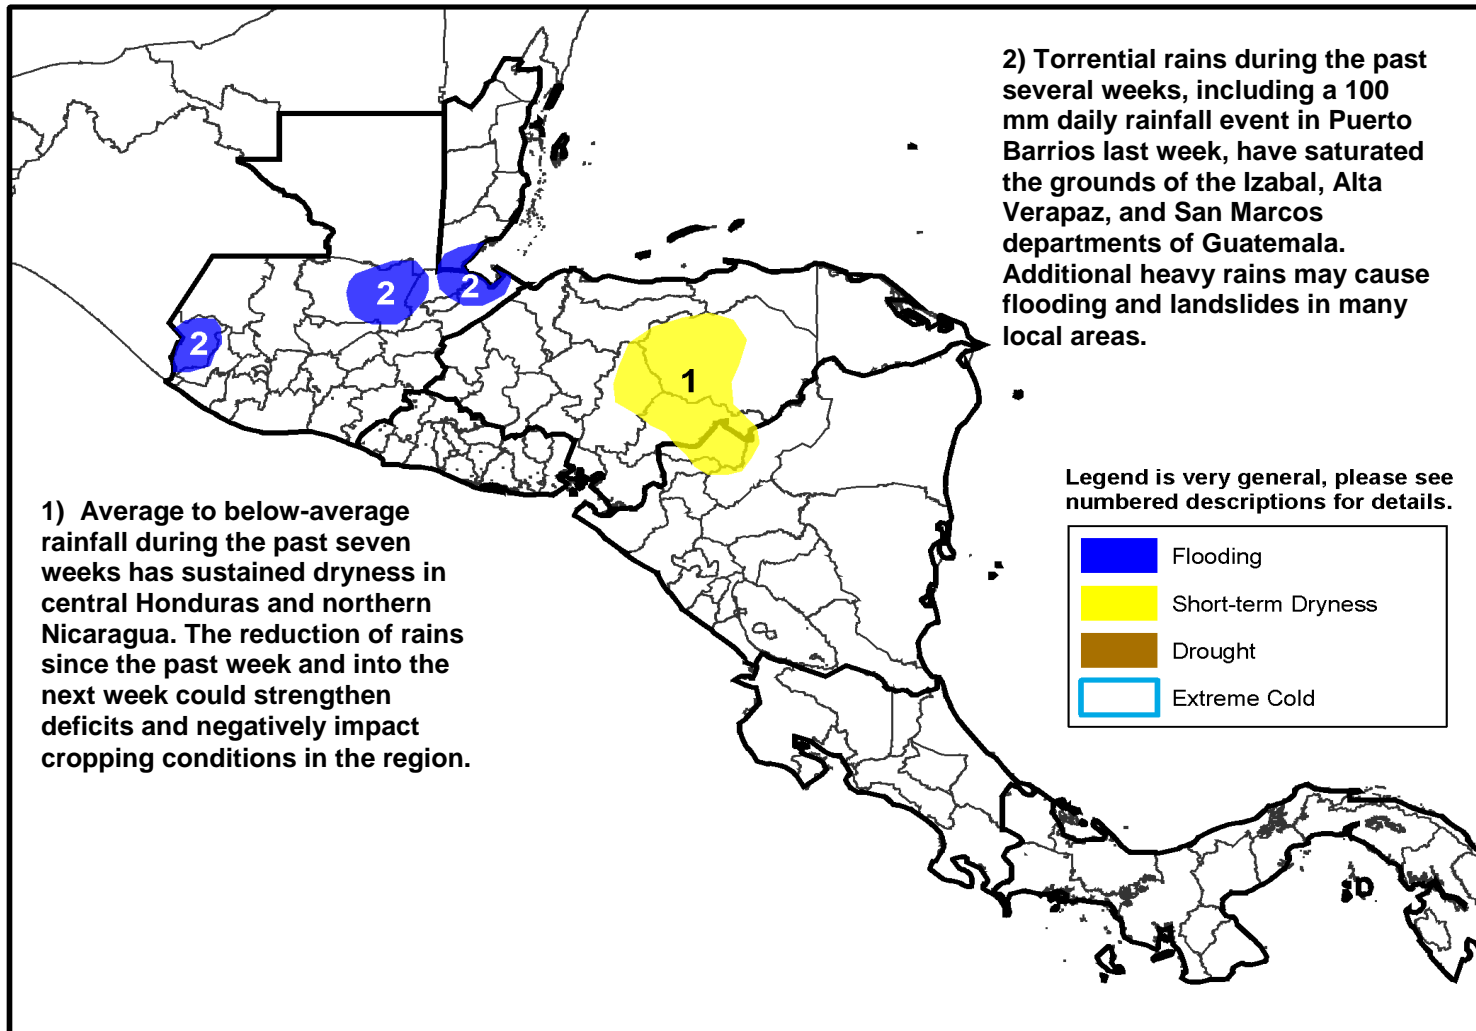 2) Torrential rains during the past
several weeks, including a 100
mm daily rainfall event in Puerto
Barrios last week, have saturated
the grounds of the Izabal, Alta
Verapaz, and San Marcos
departments of Guatemala.
Additional heavy rains may cause
flooding and landslides in many
local areas.
2
2
2
1
1) Average to below-average
rainfall during the past seven
weeks has sustained dryness in
central Honduras and northern
Nicaragua. The reduction of rains
since the past week and into the
next week could strengthen
deficits and negatively impact
cropping conditions in the region.
Legend is very general, please see
numbered descriptions for details.
Flooding
Short-term Dryness
Drought
Extreme Cold